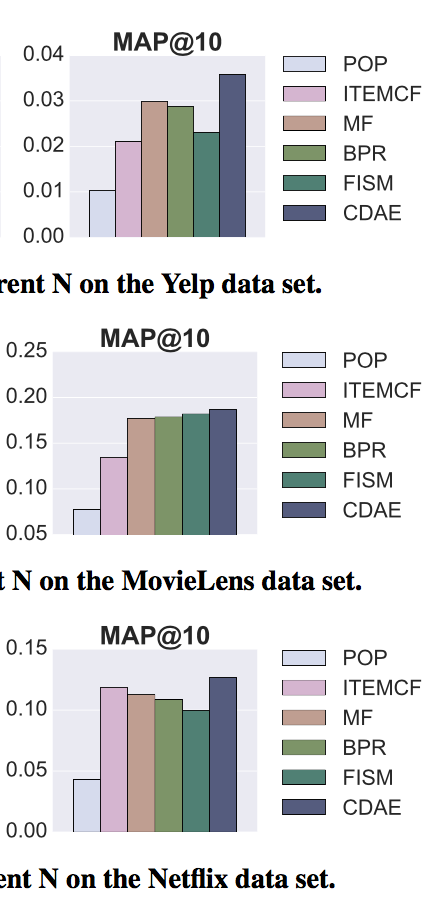 MAP@10
0.04
0.03
0.02
0.01
0.00
POP
ITEMCF
MF
BPR
FISM
CDAE
rent N on the Yelp data set.
MAP@10
0.25
0.20
0.15
0.10
0.05
POP
ITEMCF
MF
BPR
FISM
CDAE
t N on the MovieLens data set.
MAP@10
0.15
0.10
0.05
0.00
POP
ITEMCF
MF
BPR
FISM
CDAE
ent N on the Netflix data set.